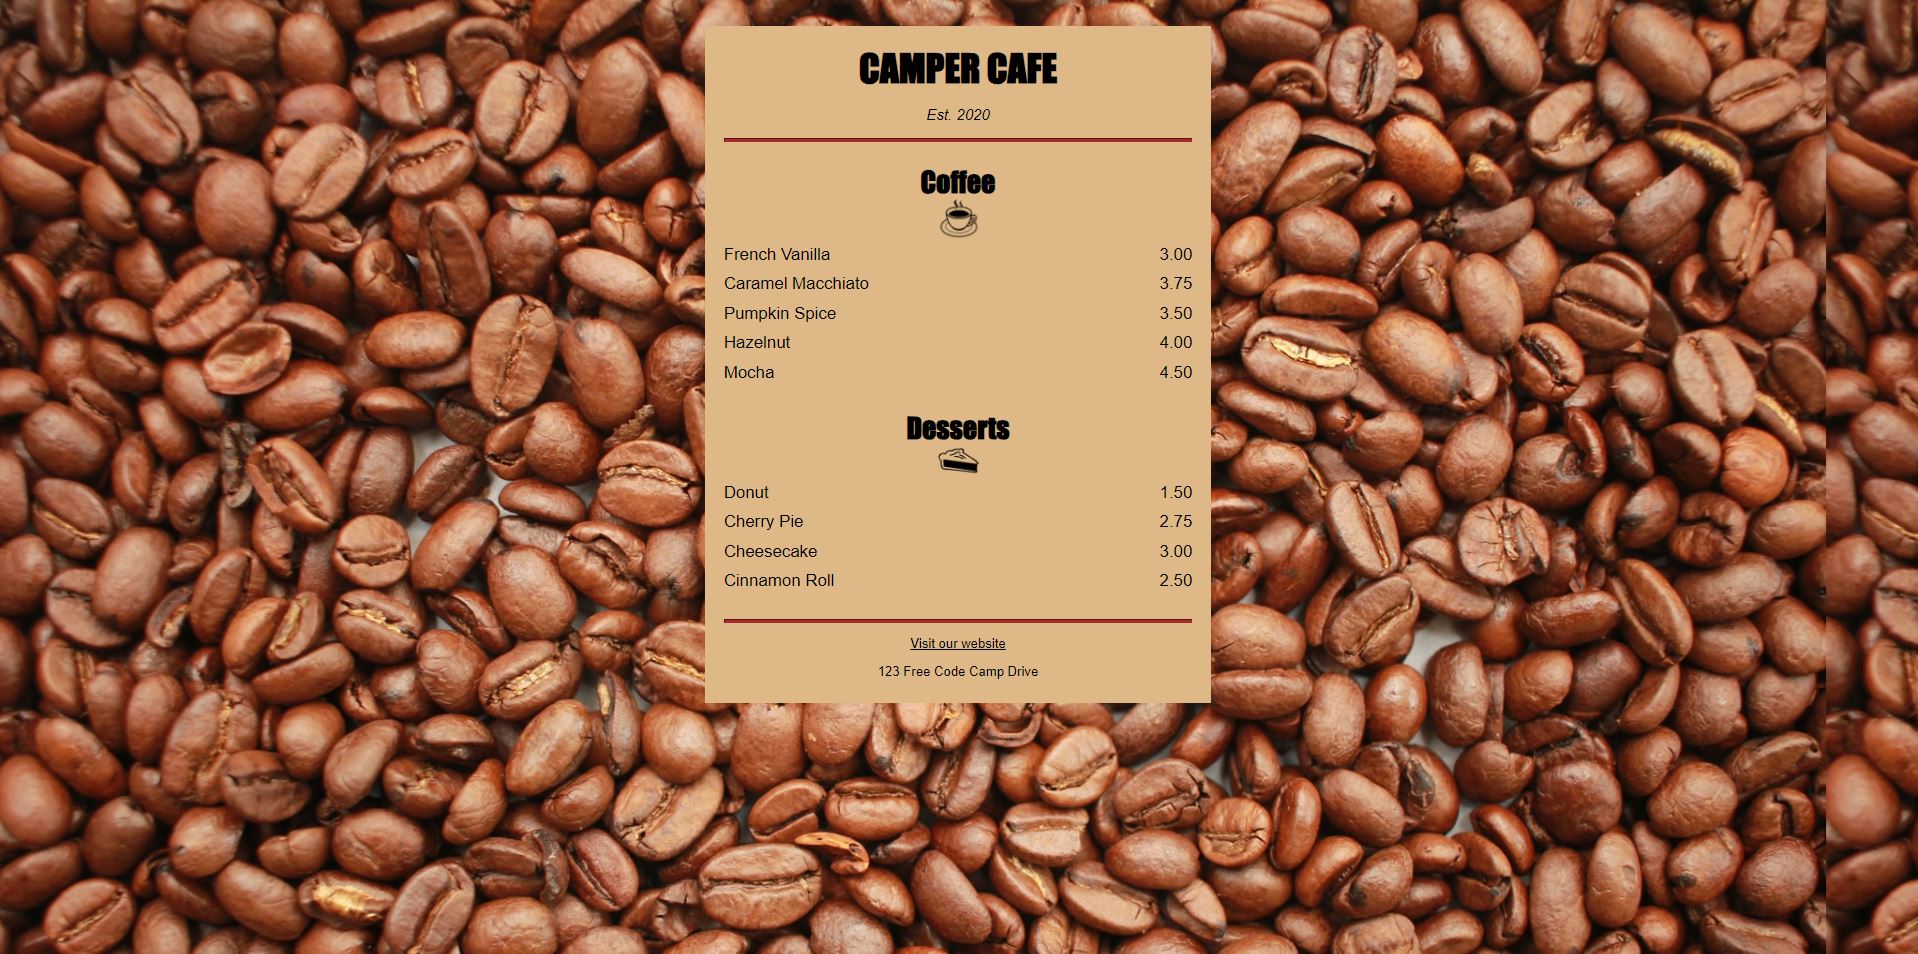 CAMPER CAFE
Est. 2020
Coffee
French Vanilla 3.00
Caramel Macchiato 3.75
Pumpkin Spice 3.50
Hazelnut 4.00
Mocha 4.50
Desserts
Donut 1.50
Cherry Pie 2.75
Cheesecake 3.00
Cinnamon Roll 2.50
Visit our website
123 Free Code Camp Drive